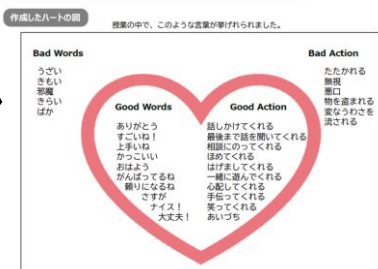 作成したハートの図
授業の中で、このような言葉が挙げれられました。
Bad Words
うざい
きもい
邪魔
きらい
ばか
Good Words
ありがとう
すごいね！
上手いね
かっこいい
おはよう
がんばってるね
頼りになるね
さすが
ナイス！
大丈夫！
Good Action
話しかけてくれる
最後まで話を聞いてくれる
相談にのってくれる
ほめてくれる
はげましてくれる
一緒に遊んでくれる
心配してくれる
手伝ってくれる
笑ってくれる
あいづち
Bad Action
たたかれる
無視
悪口
物を盗まれる
変なうわさを
流される